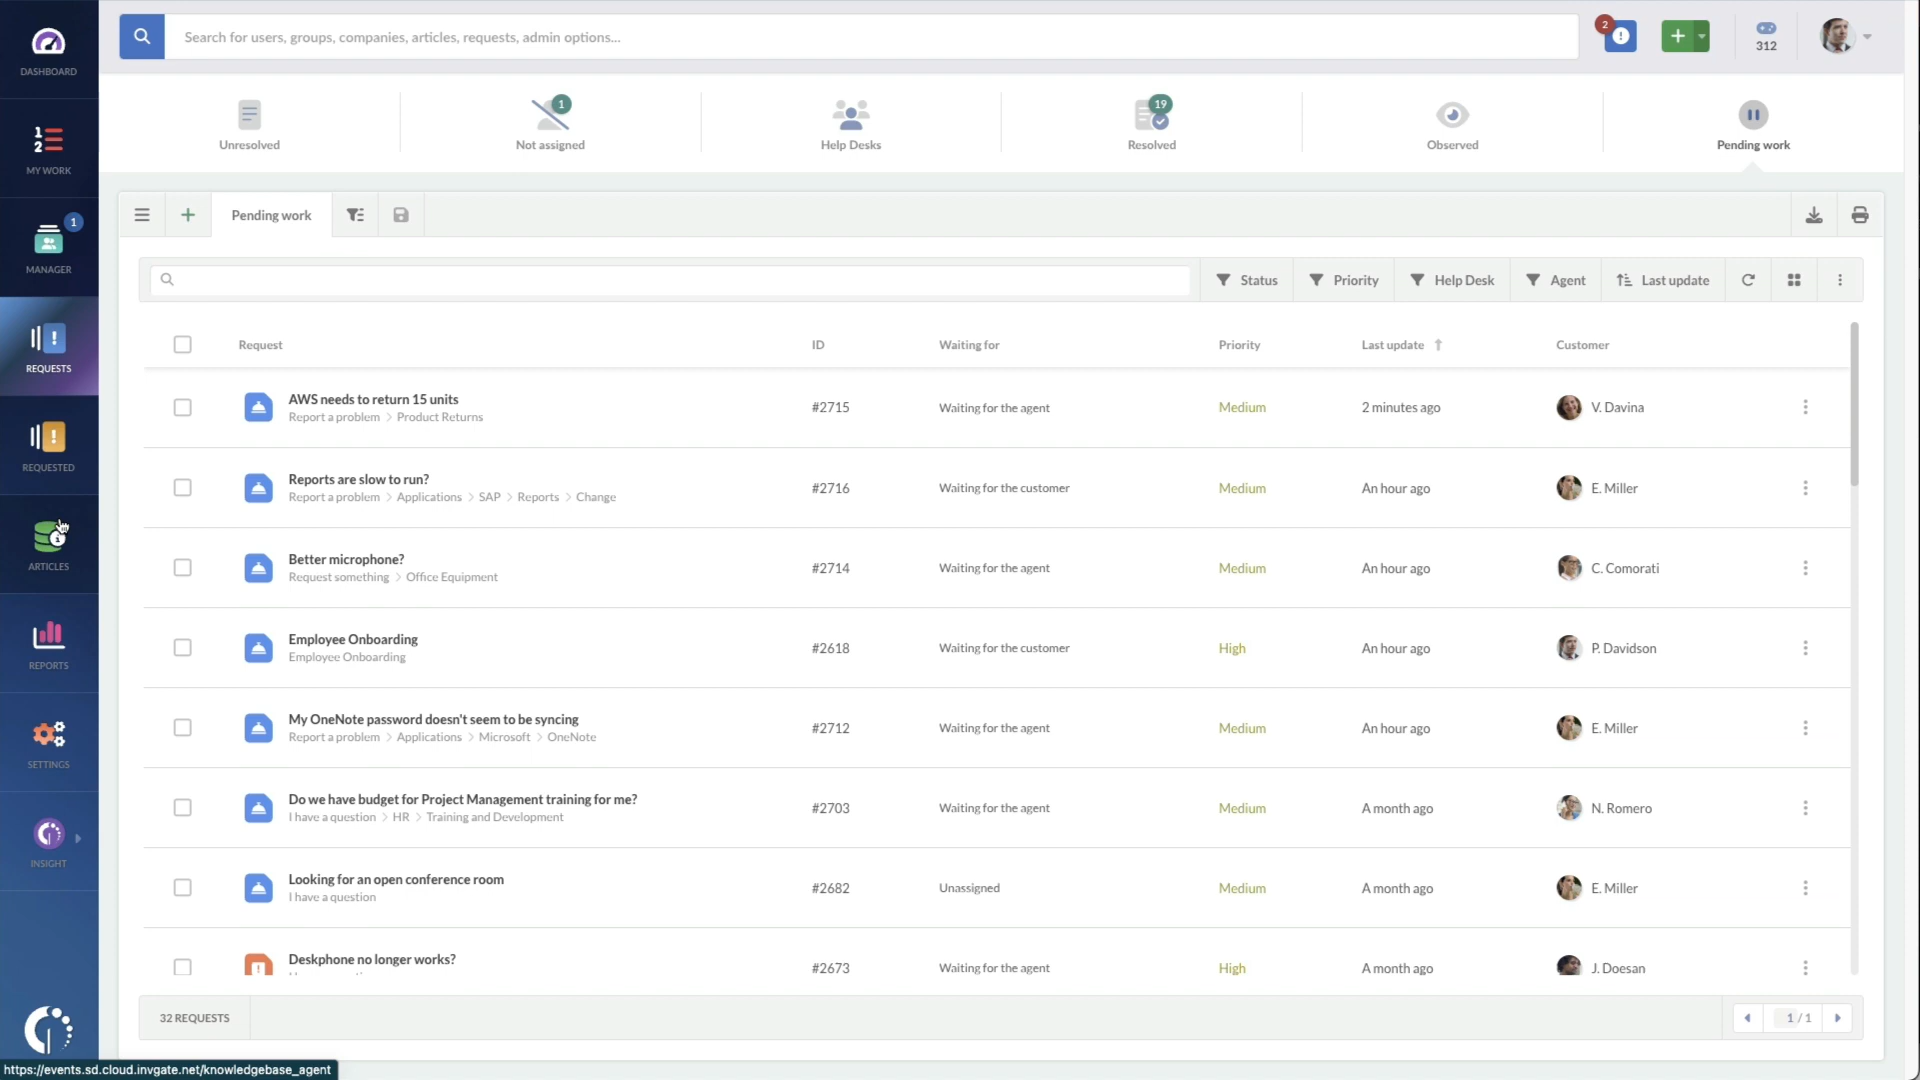 DASHBOARD
MY WORK
1
MANAGER
REQUESTS
REQUESTED
ARTICLES
REPORTS
SETTINGS
INSIGHT
Search for users, groups, companies, articles, requests, admin options...
2
312
Unresolved
1
Not assigned
Help Desks
19
Resolved
Observed
Pending work
Pending work
Status
Priority
Help Desk
Agent
Last update
Request ID Waiting for Priority Last update Customer
AWS needs to return 15 units
Report a problem > Product Returns
#2715 Waiting for the agent Medium 2 minutes ago V. Davina
Reports are slow to run?
Report a problem > Applications > SAP > Reports > Change
#2716 Waiting for the customer Medium An hour ago E. Miller
Better microphone?
Request something > Office Equipment
#2714 Waiting for the agent Medium An hour ago C. Comorati
Employee Onboarding
Employee Onboarding
#2618 Waiting for the customer High An hour ago P. Davidson
My OneNote password doesn't seem to be syncing
Report a problem > Applications > Microsoft > OneNote
#2712 Waiting for the agent Medium An hour ago E. Miller
Do we have budget for Project Management training for me?
I have a question > HR > Training and Development
#2703 Waiting for the agent Medium A month ago N. Romero
Looking for an open conference room
I have a question
#2682 Unassigned Medium A month ago E. Miller
Deskphone no longer works?
#2673 Waiting for the agent High A month ago J. Doesan
32 REQUESTS
1 / 1
https://events.sd.cloud.invgate.net/knowledgebase_agent